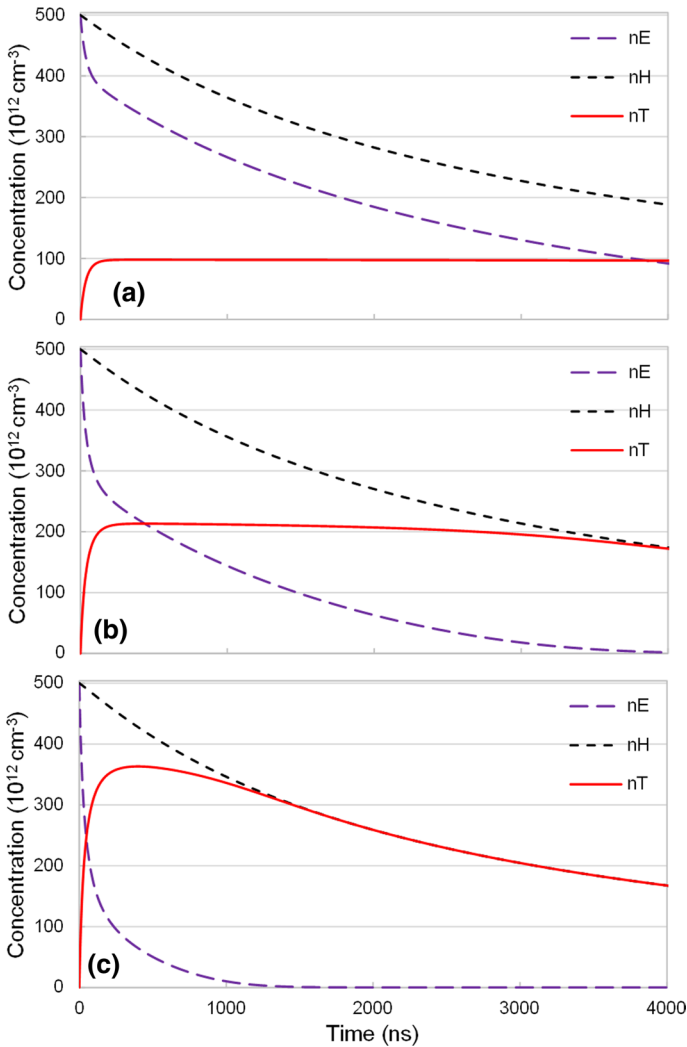 500
400
300
200
100
0
Concentration (10¹² cm⁻³)
nE
nH
nT
(a)
500
400
300
200
100
0
Concentration (10¹² cm⁻³)
nE
nH
nT
(b)
500
400
300
200
100
0
Concentration (10¹² cm⁻³)
nE
nH
nT
(c)
0 1000 2000 3000 4000
Time (ns)